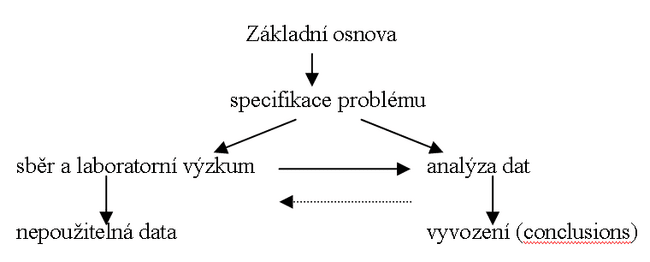 Základní osnova
specifikace problému
sběr a laboratorní výzkum
analýza dat
nepoužitelná data
vyvození (conclusions)